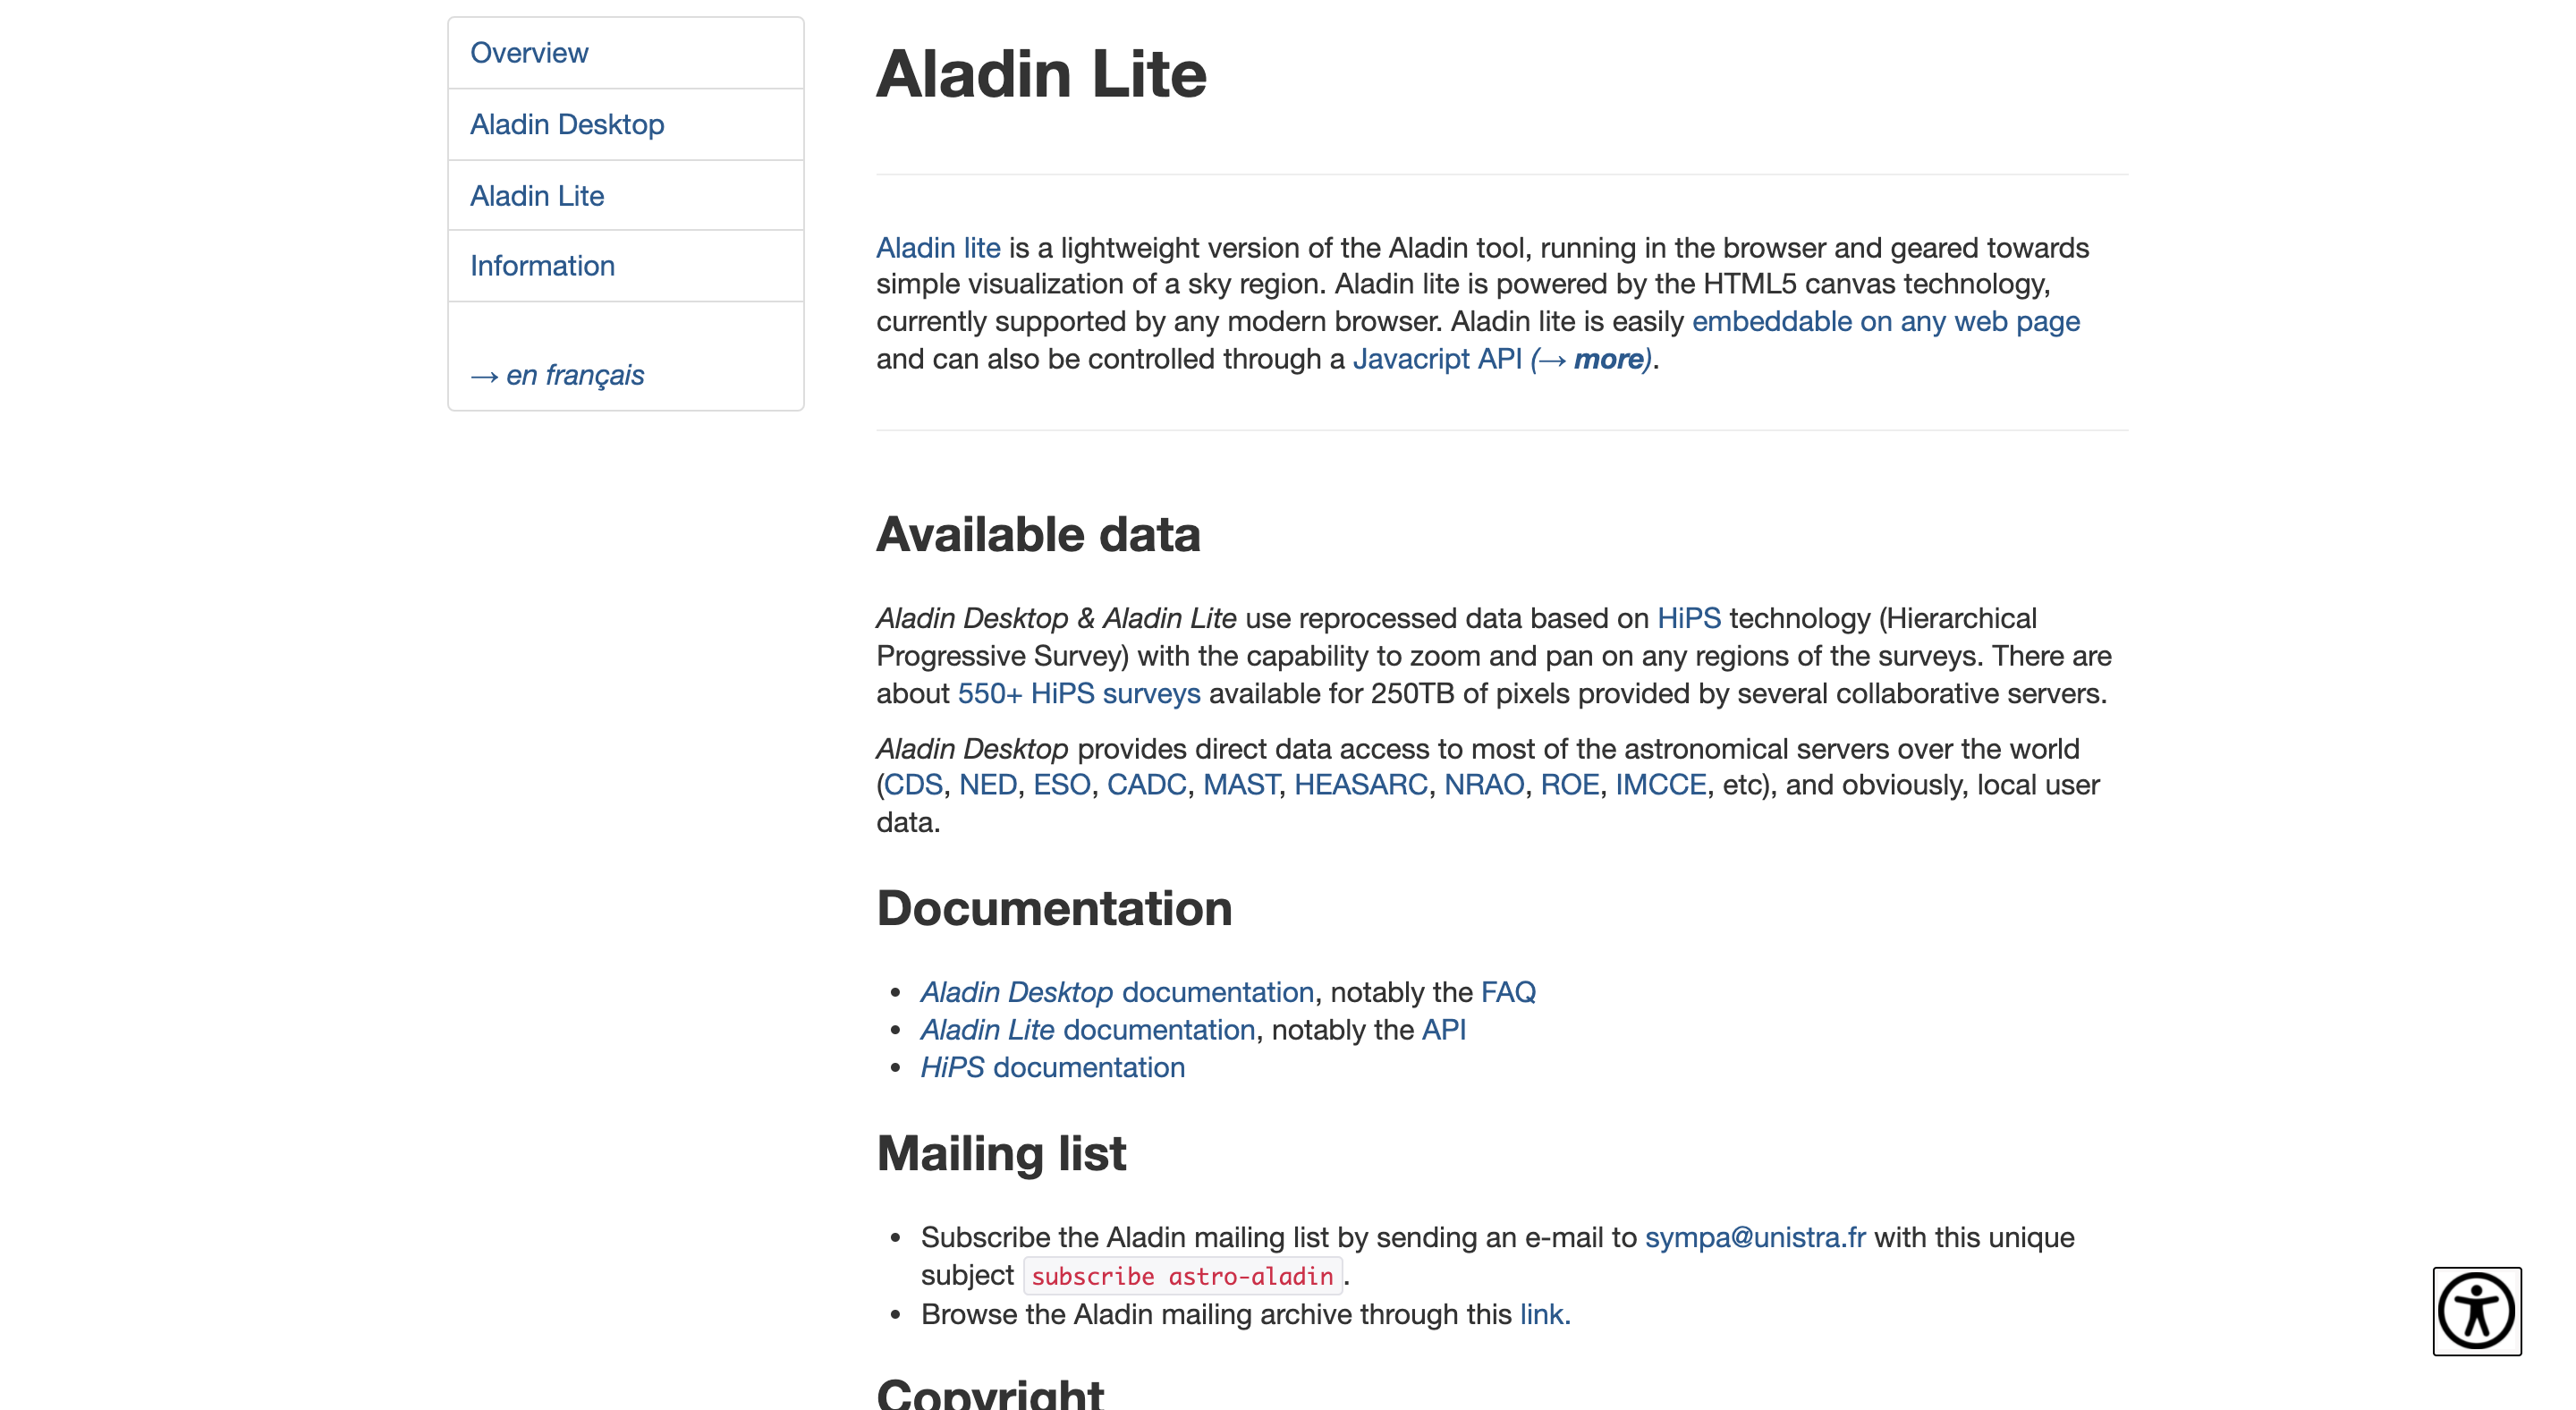 Overview
Aladin Desktop
Aladin Lite
Information
→ en français
Aladin Lite
Aladin lite is a lightweight version of the Aladin tool, running in the browser and geared towards
simple visualization of a sky region. Aladin lite is powered by the HTML5 canvas technology,
currently supported by any modern browser. Aladin lite is easily embeddable on any web page
and can also be controlled through a Javacript API (→ more).
Available data
Aladin Desktop & Aladin Lite use reprocessed data based on HiPS technology (Hierarchical
Progressive Survey) with the capability to zoom and pan on any regions of the surveys. There are
about 550+ HiPS surveys available for 250TB of pixels provided by several collaborative servers.
Aladin Desktop provides direct data access to most of the astronomical servers over the world
(CDS, NED, ESO, CADC, MAST, HEASARC, NRAO, ROE, IMCCE, etc), and obviously, local user
data.
Documentation
• Aladin Desktop documentation, notably the FAQ
• Aladin Lite documentation, notably the API
• HiPS documentation
Mailing list
• Subscribe the Aladin mailing list by sending an e-mail to sympa@unistra.fr with this unique
subject subscribe astro-aladin.
• Browse the Aladin mailing archive through this link.
Copyright